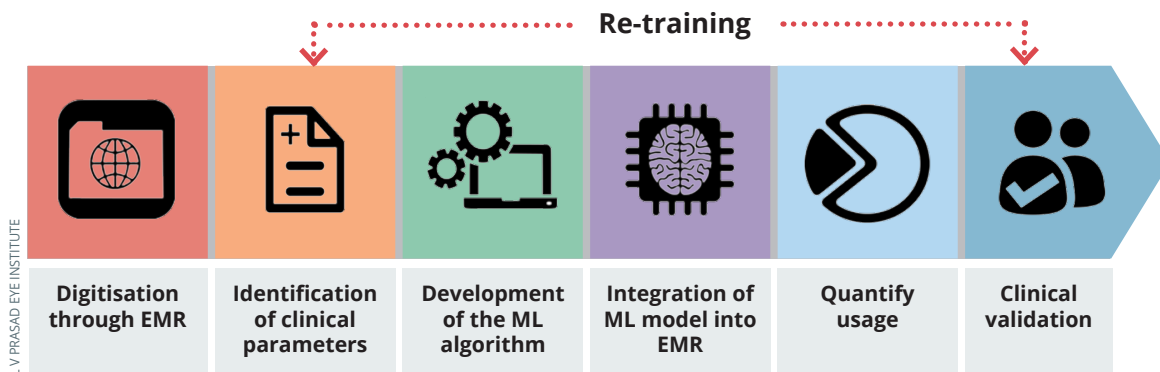 Re-training
Digitisation
through EMR
Identification
of clinical
parameters
Development
of the ML
algorithm
Integration of
ML model into
EMR
Quantify
usage
Clinical
validation
V PRASAD EYE INSTITUTE